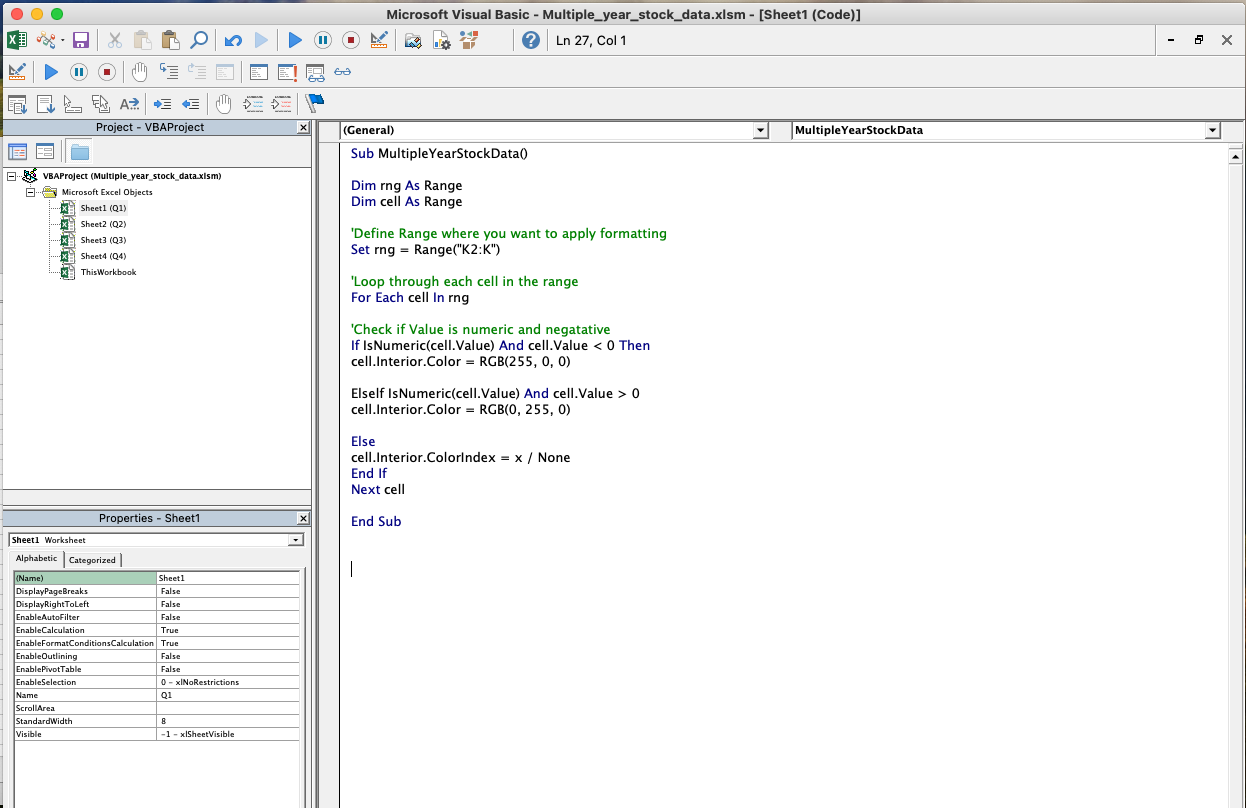 Microsoft Visual Basic - Multiple_year_stock_data.xlsm - [Sheet1 (Code)]
Ln 27, Col 1
Project - VBAProject
VBAProject (Multiple_year_stock_data.xlsm)
Microsoft Excel Objects
Sheet1 (Q1)
Sheet2 (Q2)
Sheet3 (Q3)
Sheet4 (Q4)
ThisWorkbook
Properties - Sheet1
Sheet1 Worksheet
Alphabetic Categorized
(Name) Sheet1
DisplayPageBreaks False
DisplayRightToLeft False
EnableAutoFilter False
EnableCalculation True
EnableFormatConditionsCalculation True
EnableOutlining False
EnablePivotTable False
EnableSelection 0 - xlNoRestrictions
Name Q1
ScrollArea
StandardWidth 8
Visible -1 - xlSheetVisible
(General) MultipleYearStockData
Sub MultipleYearStockData()
Dim rng As Range
Dim cell As Range
'Define Range where you want to apply formatting
Set rng = Range("K2:K")
'Loop through each cell in the range
For Each cell In rng
'Check if Value is numeric and negatative
If IsNumeric(cell.Value) And cell.Value < 0 Then
cell.Interior.Color = RGB(255, 0, 0)
Elself IsNumeric(cell.Value) And cell.Value > 0
cell.Interior.Color = RGB(0, 255, 0)
Else
cell.Interior.ColorIndex = x / None
End If
Next cell
End Sub